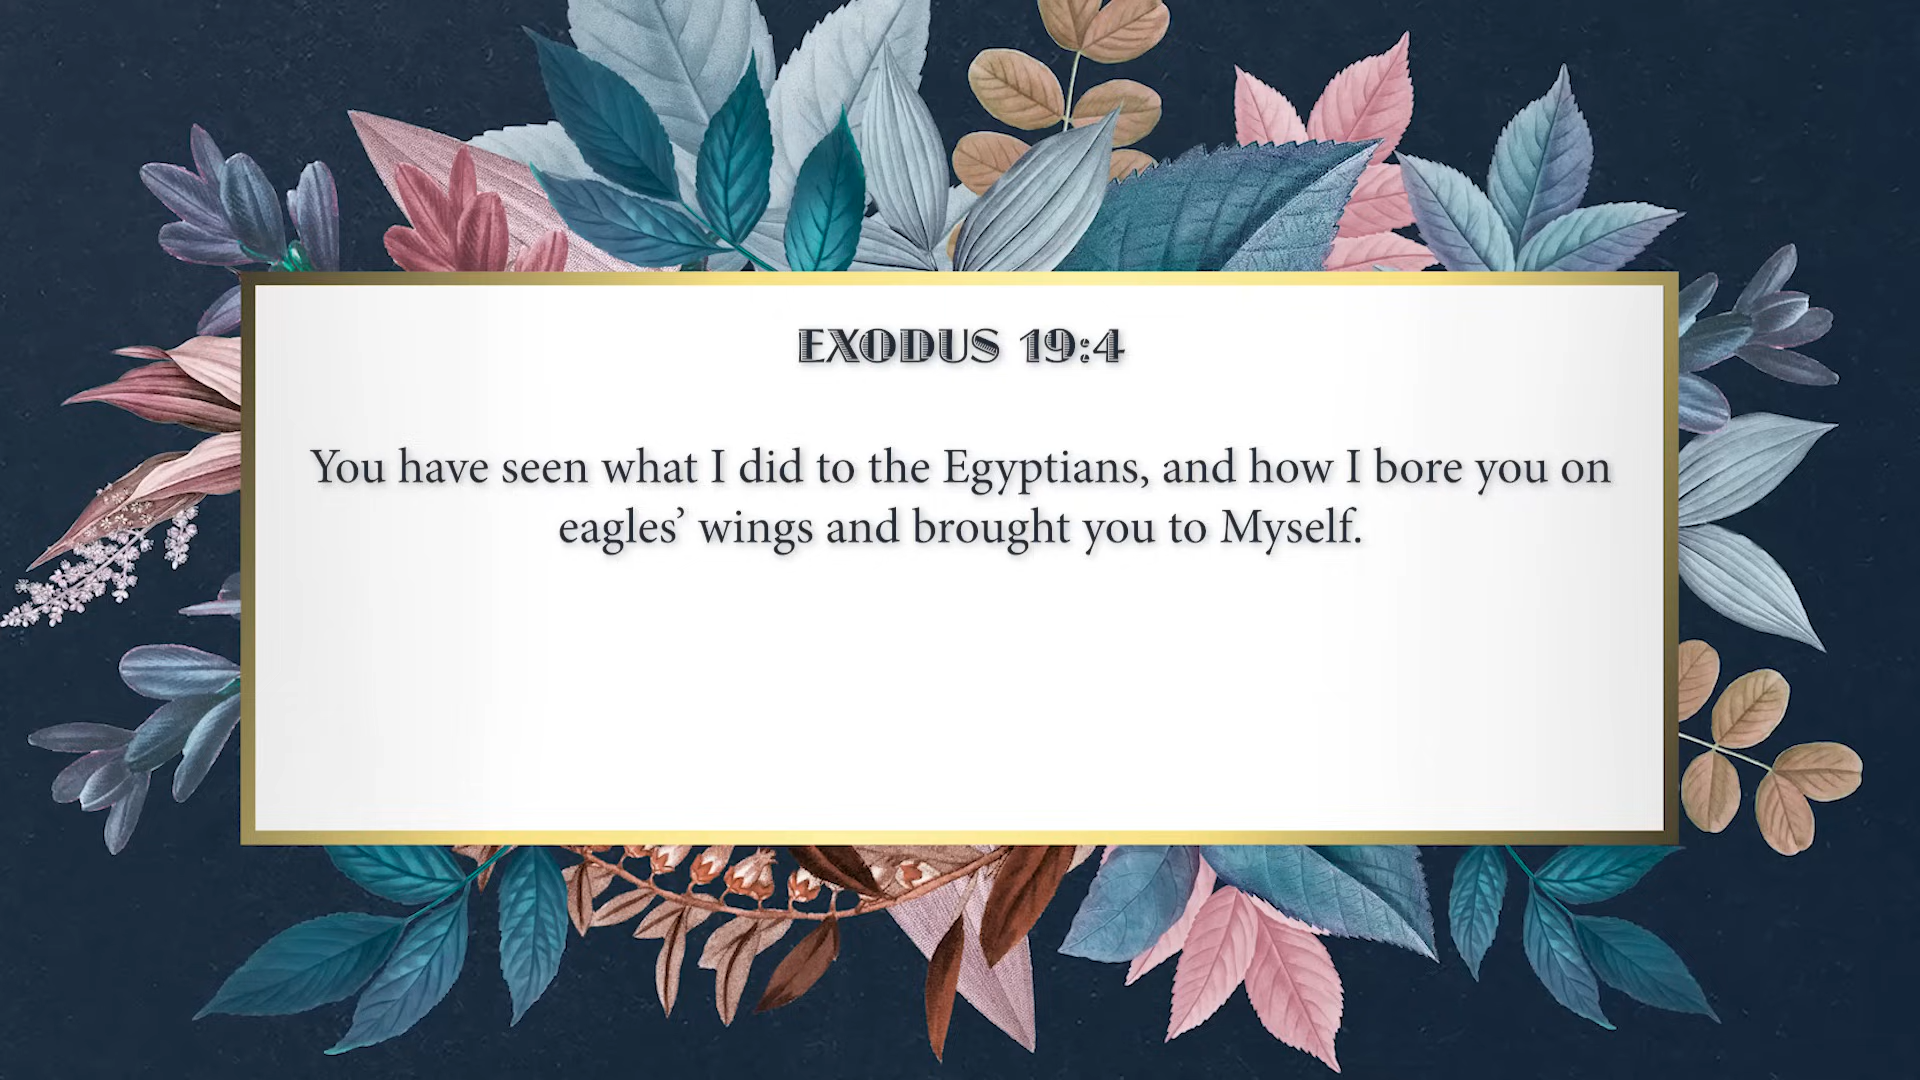 EXODUS 19:4
You have seen what I did to the Egyptians, and how I bore you on
eagles’ wings and brought you to Myself.